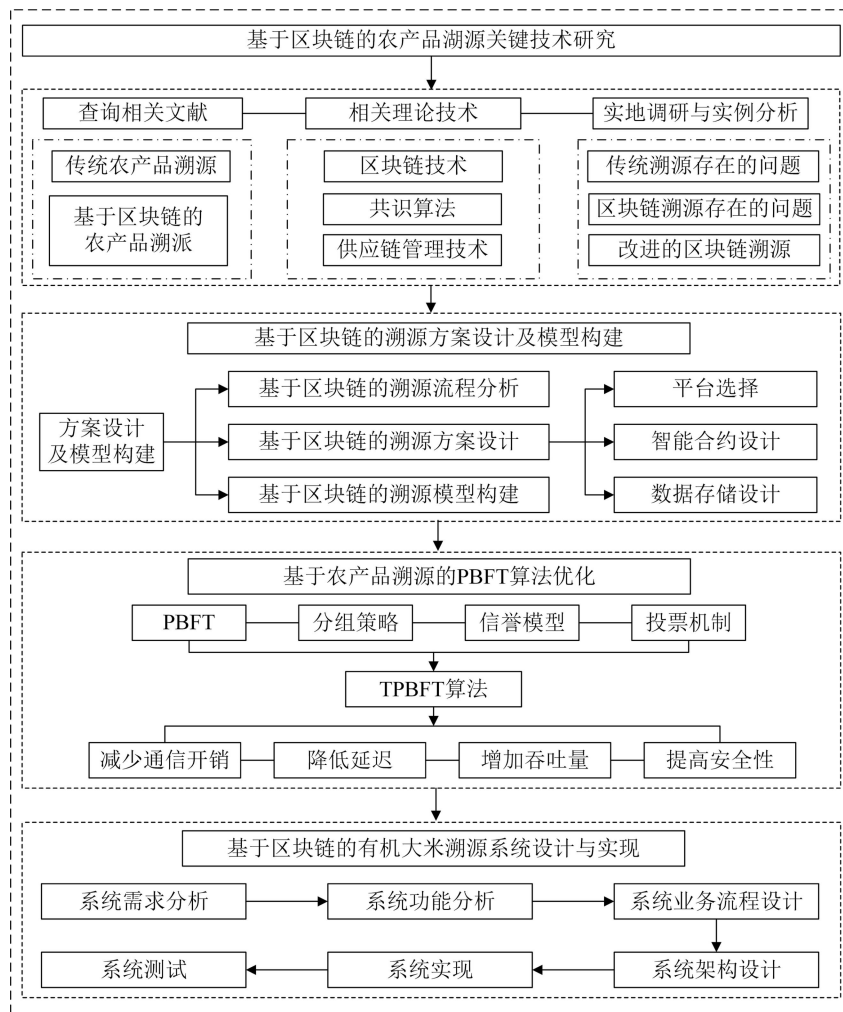 基于区块链的农产品湖源关键技术研究
查询相关文献
相关理论技术
实地调研与实例分析
传统农产品溯源
基于区块链的
农产品溯派
区块链技术
共识算法
供应链管理技术
传统溯源存在的问题
区块链溯源存在的问题
改进的区块链溯源
基于区块链的溯源方案设计及模型构建
方案设计
及模型构建
基于区块链的溯源流程分析
基于区块链的溯源方案设计
基于区块链的溯源模型构建
平台选择
智能合约设计
数据存储设计
基于农产品溯源的PBFT算法优化
PBFT
分组策略
信誉模型
投票机制
TPBFT算法
减少通信开销
降低延迟
增加吞吐量
提高安全性
基于区块链的有机大米溯源系统设计与实现
系统需求分析
系统功能分析
系统业务流程设计
系统测试
系统实现
系统架构设计